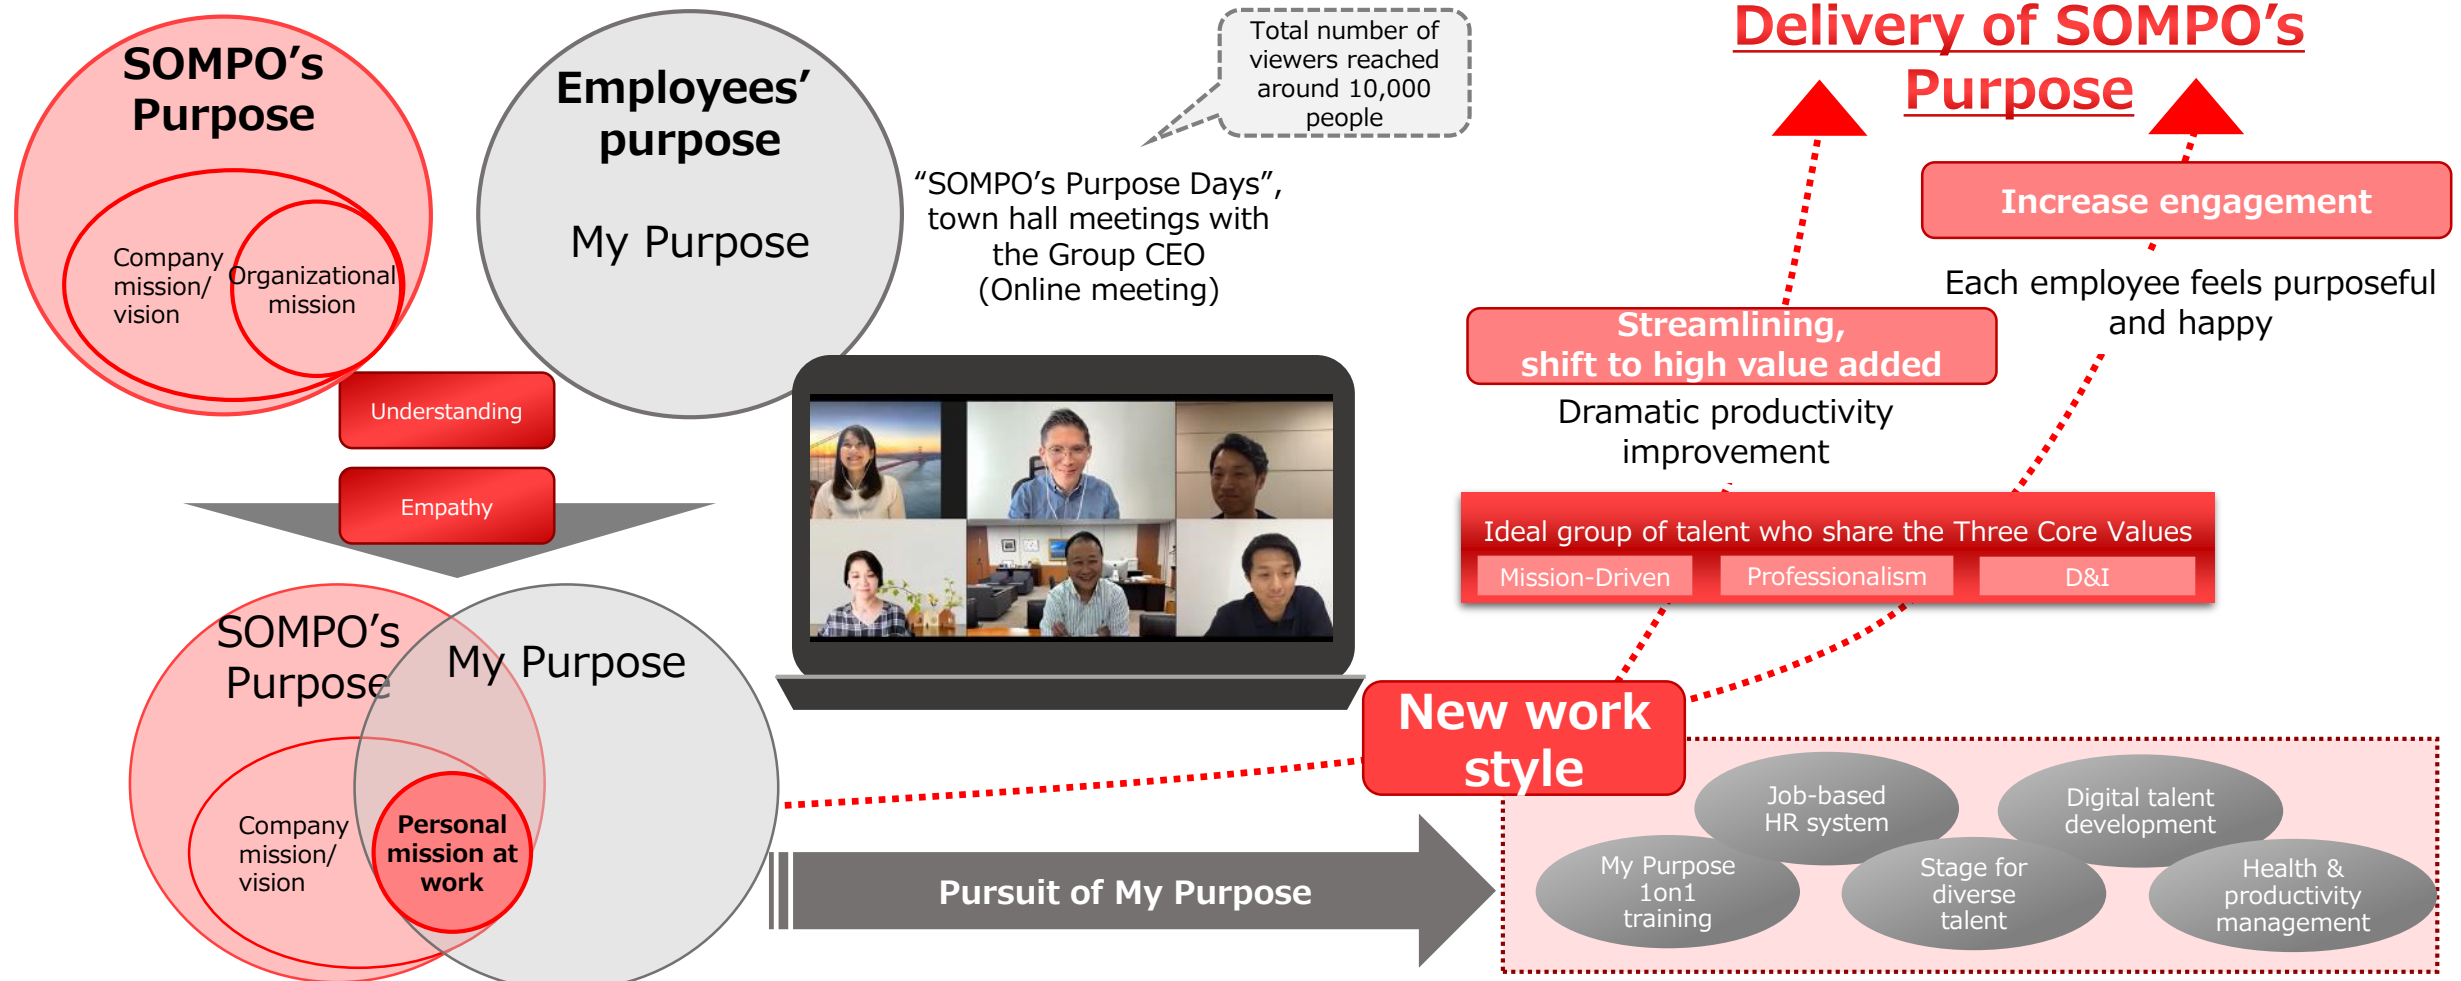 SOMPO’s
Purpose
Company
mission/
vision
Organizational
mission
Employees’
purpose
My Purpose
Understanding
Empathy
SOMPO’s
Purpose
My Purpose
Company
mission/
vision
Personal
mission at
work
Total number of
viewers reached
around 10,000
people
“SOMPO’s Purpose Days”,
town hall meetings with
the Group CEO
(Online meeting)
Pursuit of My Purpose
Delivery of SOMPO’s
Purpose
Increase engagement
Each employee feels purposeful
and happy
Streamlining,
shift to high value added
Dramatic productivity
improvement
Ideal group of talent who share the Three Core Values
Mission-Driven
Professionalism
D&I
New work
style
Job-based
HR system
Digital talent
development
My Purpose
1on1
training
Stage for
diverse
talent
Health &
productivity
management